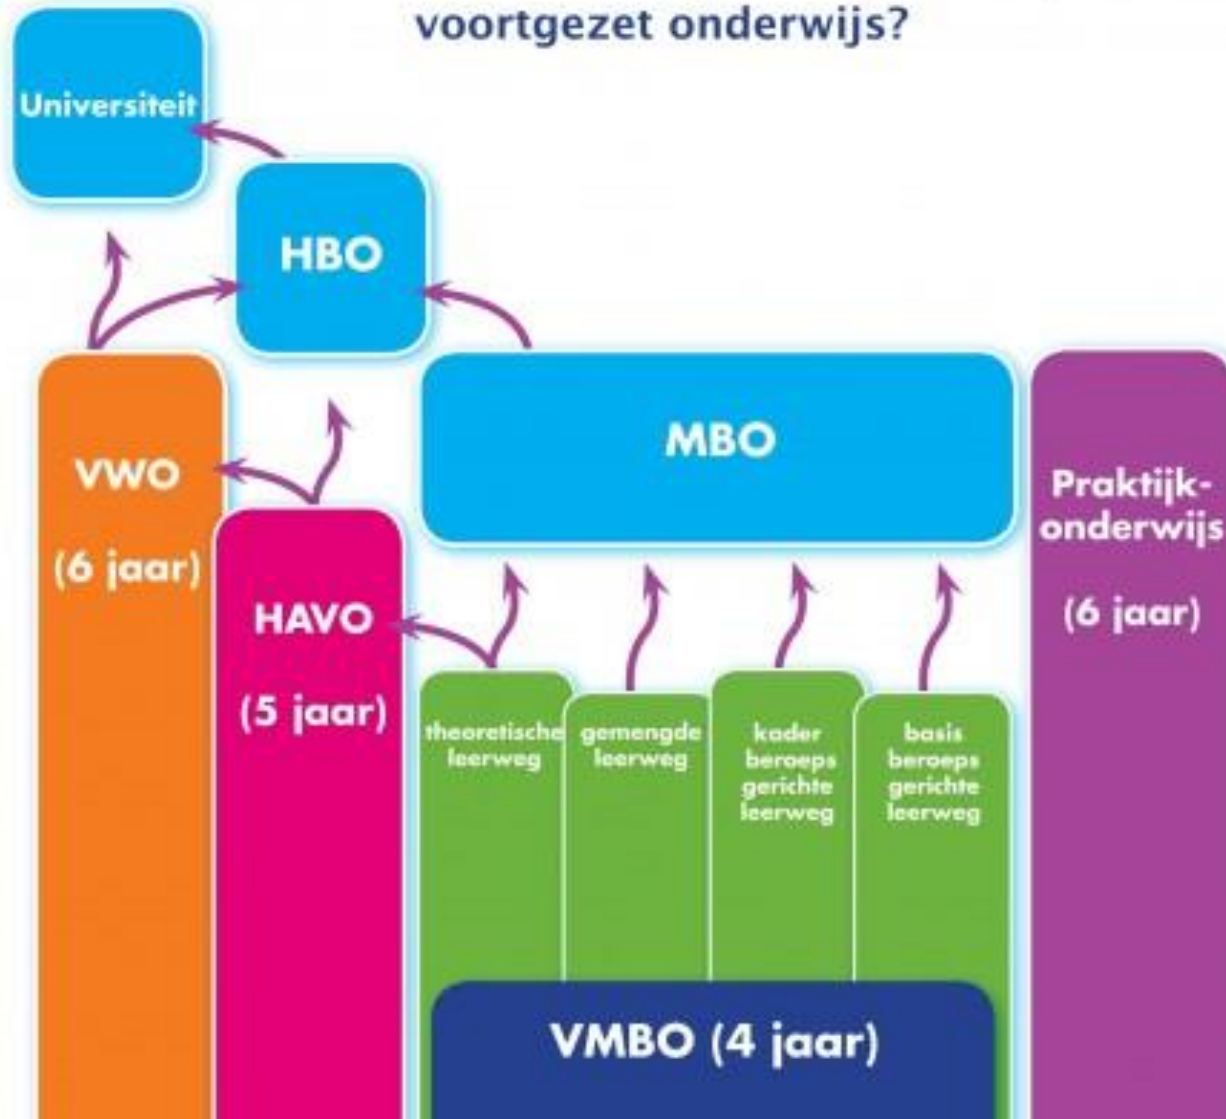 voortgezet onderwijs?
Universiteit
HBO
MBO
VWO
(6 jaar)
HAVO
(5 jaar)
Praktijk-
onderwijs
(6 jaar)
theoretische
leerweg
gemengde
leerweg
kader
beroeps
gerichte
leerweg
basis
beroeps
gerichte
leerweg
VMBO (4 jaar)